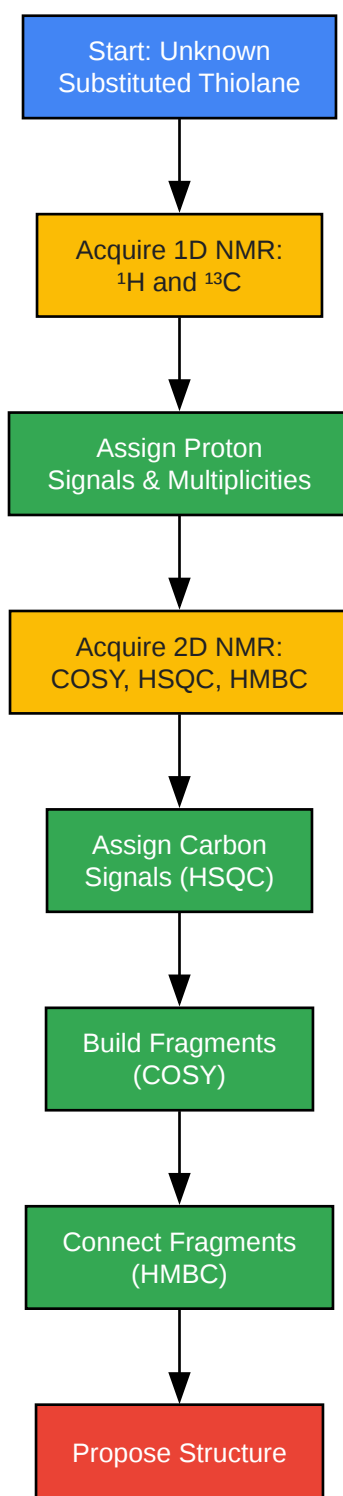 Start: Unknown
Substituted Thiolane
Acquire 1D NMR:
¹H and ¹³C
Assign Proton
Signals & Multiplicities
Acquire 2D NMR:
COSY, HSQC, HMBC
Assign Carbon
Signals (HSQC)
Build Fragments
(COSY)
Connect Fragments
(HMBC)
Propose Structure